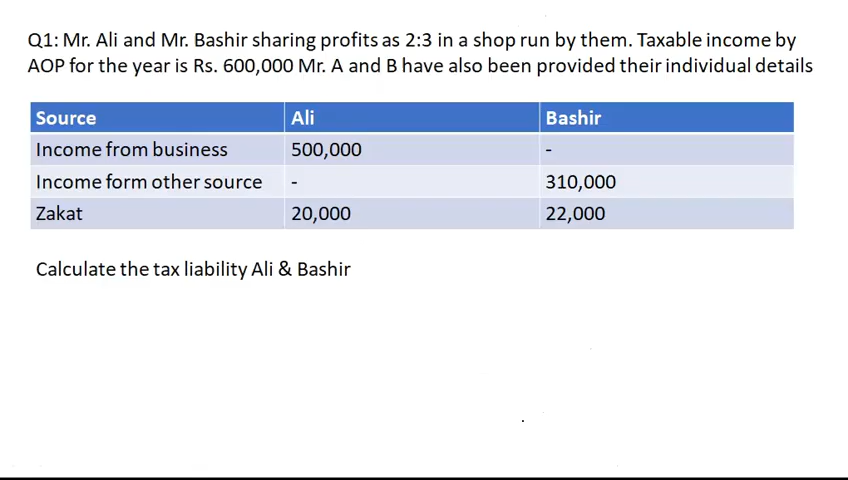 Q1: Mr. Ali and Mr. Bashir sharing profits as 2:3 in a shop run by them. Taxable income by
AOP for the year is Rs. 600,000 Mr. A and B have also been provided their individual details
Source Ali Bashir
Income from business 500,000 -
Income form other source - 310,000
Zakat 20,000 22,000
Calculate the tax liability Ali & Bashir